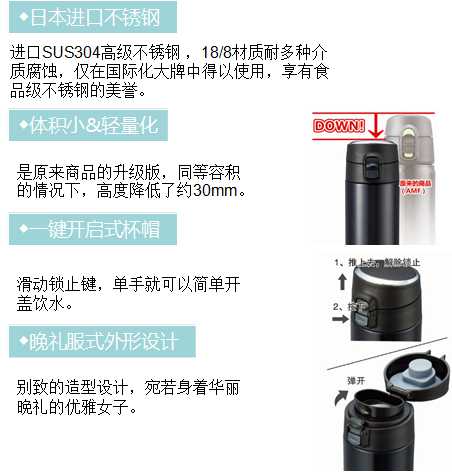 ◆日本进口不锈钢
进口SUS304高级不锈钢，18/8材质耐多种介
质腐蚀，仅在国际化大牌中得以使用，享有食
品级不锈钢的美誉。
◆体积小&轻量化
DOWN!
是原来商品的升级版，同等容积
的情况下，高度降低了约30mm。
原来的商品
（AMF）
◆一键开启式杯帽
1、推上去，解除锁止
滑动锁止键，单手就可以简单开
盖饮水。
2、按下
◆晚礼服式外形设计
弹开
别致的造型设计，宛若身着华丽
晚礼的优雅女子。